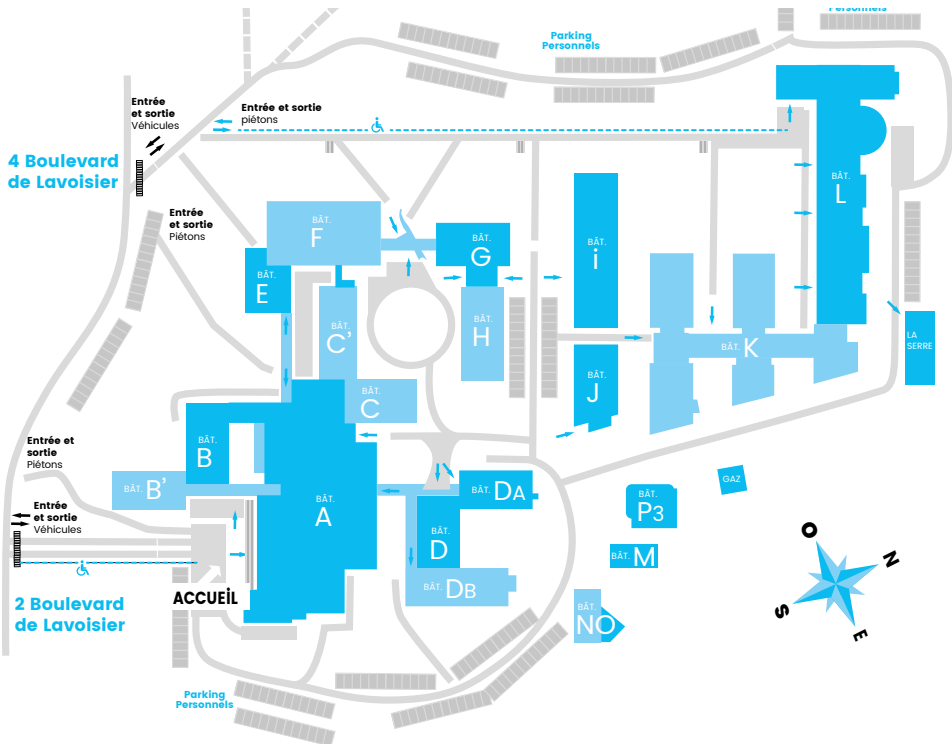 Personnels
Parking
Personnels
Entrée
et sortie
Véhicules
Entrée et sortie
piétons
4 Boulevard
de Lavoisier
Entrée
et sortie
Piétons
BÂT.
L
BÂT.
F
BÂT.
G
BÂT.
i
BÂT.
E
BÂT.
C'
BÂT.
H
LA
SERRE
BÂT. K
BÂT.
J
BÂT.
C
Entrée et
sortie
Piétons
BÂT.
B
BÂT. B'
BÂT.
A
BÂT. DA
GAZ
BÂT.
P3
Entrée
et sortie
Véhicules
BÂT.
D
BÂT. M
BÂT. DB
O
N
S
E
ACCUEiL
2 Boulevard
de Lavoisier
BÂT.
NO
Parking
Personnels